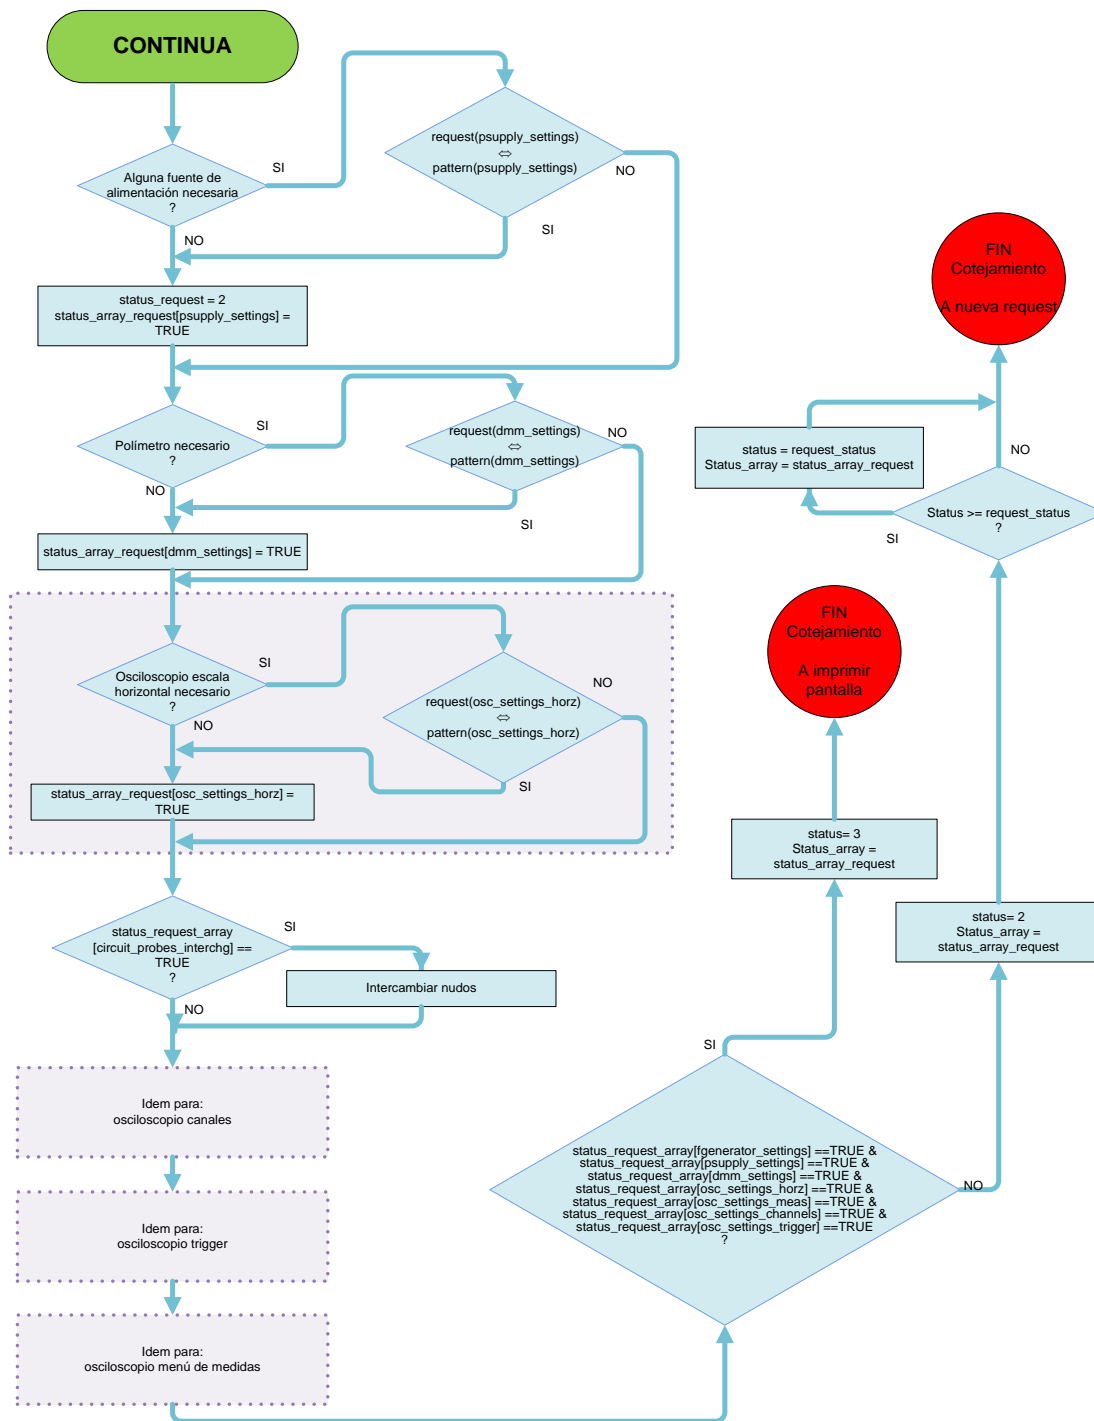 CONTINUA
Alguna fuente de
alimentación necesaria
?
SI
NO
request(psupply_settings)
⇔
pattern(psupply_settings)
NO
SI
status_request = 2
status_array_request[psupply_settings] =
TRUE
Polímetro necesario
?
SI
NO
request(dmm_settings)
⇔
pattern(dmm_settings)
NO
SI
status_array_request[dmm_settings] = TRUE
Osciloscopio escala
horizontal necesario
?
SI
NO
request(osc_settings_horz)
⇔
pattern(osc_settings_horz)
NO
SI
status_array_request[osc_settings_horz] =
TRUE
status_request_array
[circuit_probes_interchg] ==
TRUE
?
SI
NO
Intercambiar nudos
Idem para:
osciloscopio canales
Idem para:
osciloscopio trigger
Idem para:
osciloscopio menú de medidas
status_request_array[fgenerator_settings] ==TRUE &
status_request_array[psupply_settings] ==TRUE &
status_request_array[dmm_settings] ==TRUE &
status_request_array[osc_settings_horz] ==TRUE &
status_request_array[osc_settings_meas] ==TRUE &
status_request_array[osc_settings_channels] ==TRUE &
status_request_array[osc_settings_trigger] ==TRUE
?
SI
NO
status= 3
Status_array =
status_array_request
FIN
Cotejamiento
A imprimir
pantalla
status= 2
Status_array =
status_array_request
Status >= request_status
?
SI
NO
status = request_status
Status_array = status_array_request
FIN
Cotejamiento
A nueva request